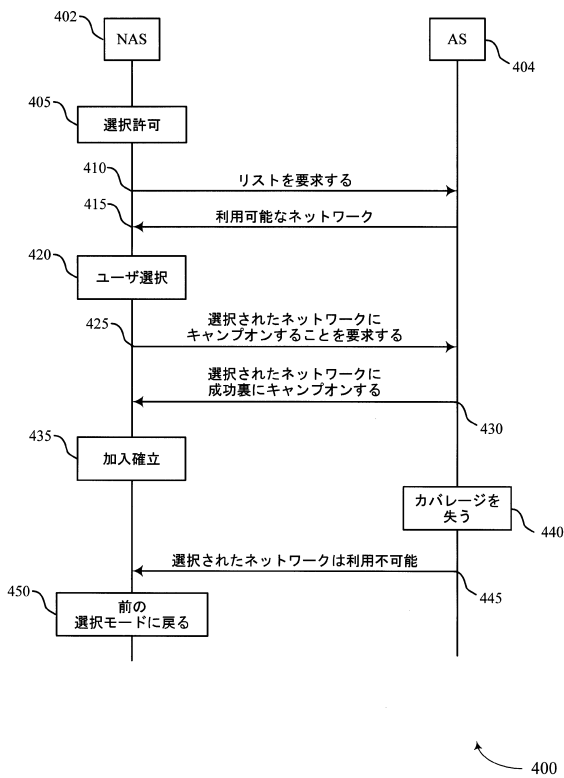 402
NAS
AS
404
405
選択許可
410
リストを要求する
415
利用可能なネットワーク
420
ユーザ選択
425
選択されたネットワークに
キャンプオンすることを要求する
選択されたネットワークに
成功裏にキャンプオンする
430
435
加入確立
カバレージを
失う
440
選択されたネットワークは利用不可能
445
450
前の
選択モードに戻る
400